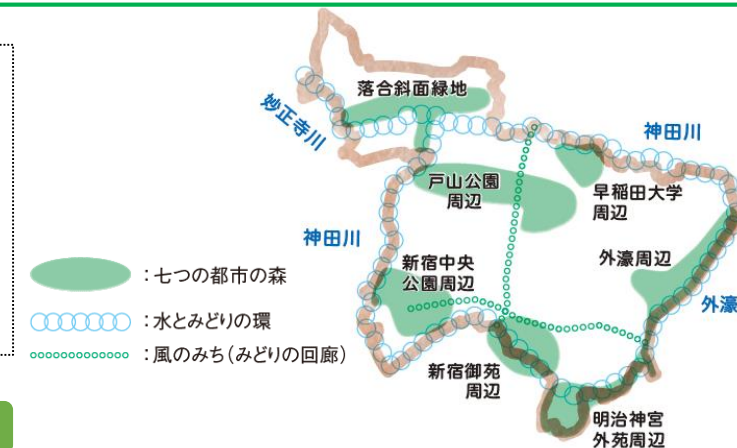 落合斜面緑地
妙正寺川
神田川
戸山公園
周辺
早稲田大学
周辺
神田川
新宿中央
公園周辺
外濠周辺
外濠
：七つの都市の森
：水とみどりの環
：風のみち（みどりの回廊）
新宿御苑
周辺
明治神宮
外苑周辺